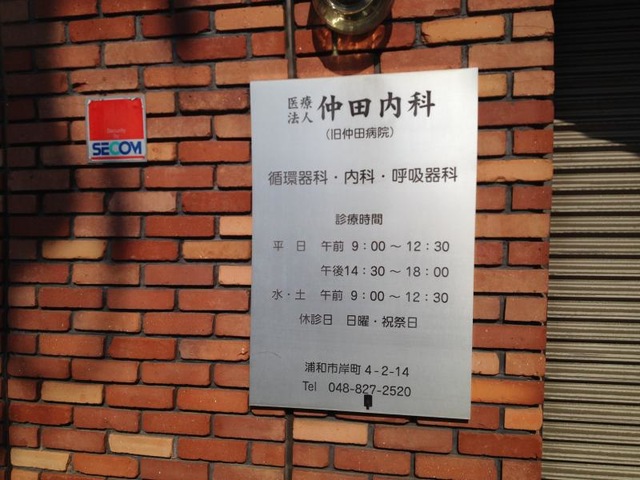 医療法人 仲田内科
(旧仲田病院)
循環器科・内科・呼吸器科
診療時間
平 日 午前 9:00～12:30
午後14:30～18:00
水・土 午前 9:00～12:30
休診日 日曜・祝祭日
浦和市岸町 4-2-14
Tel 048-827-2520
Security by
SECOM